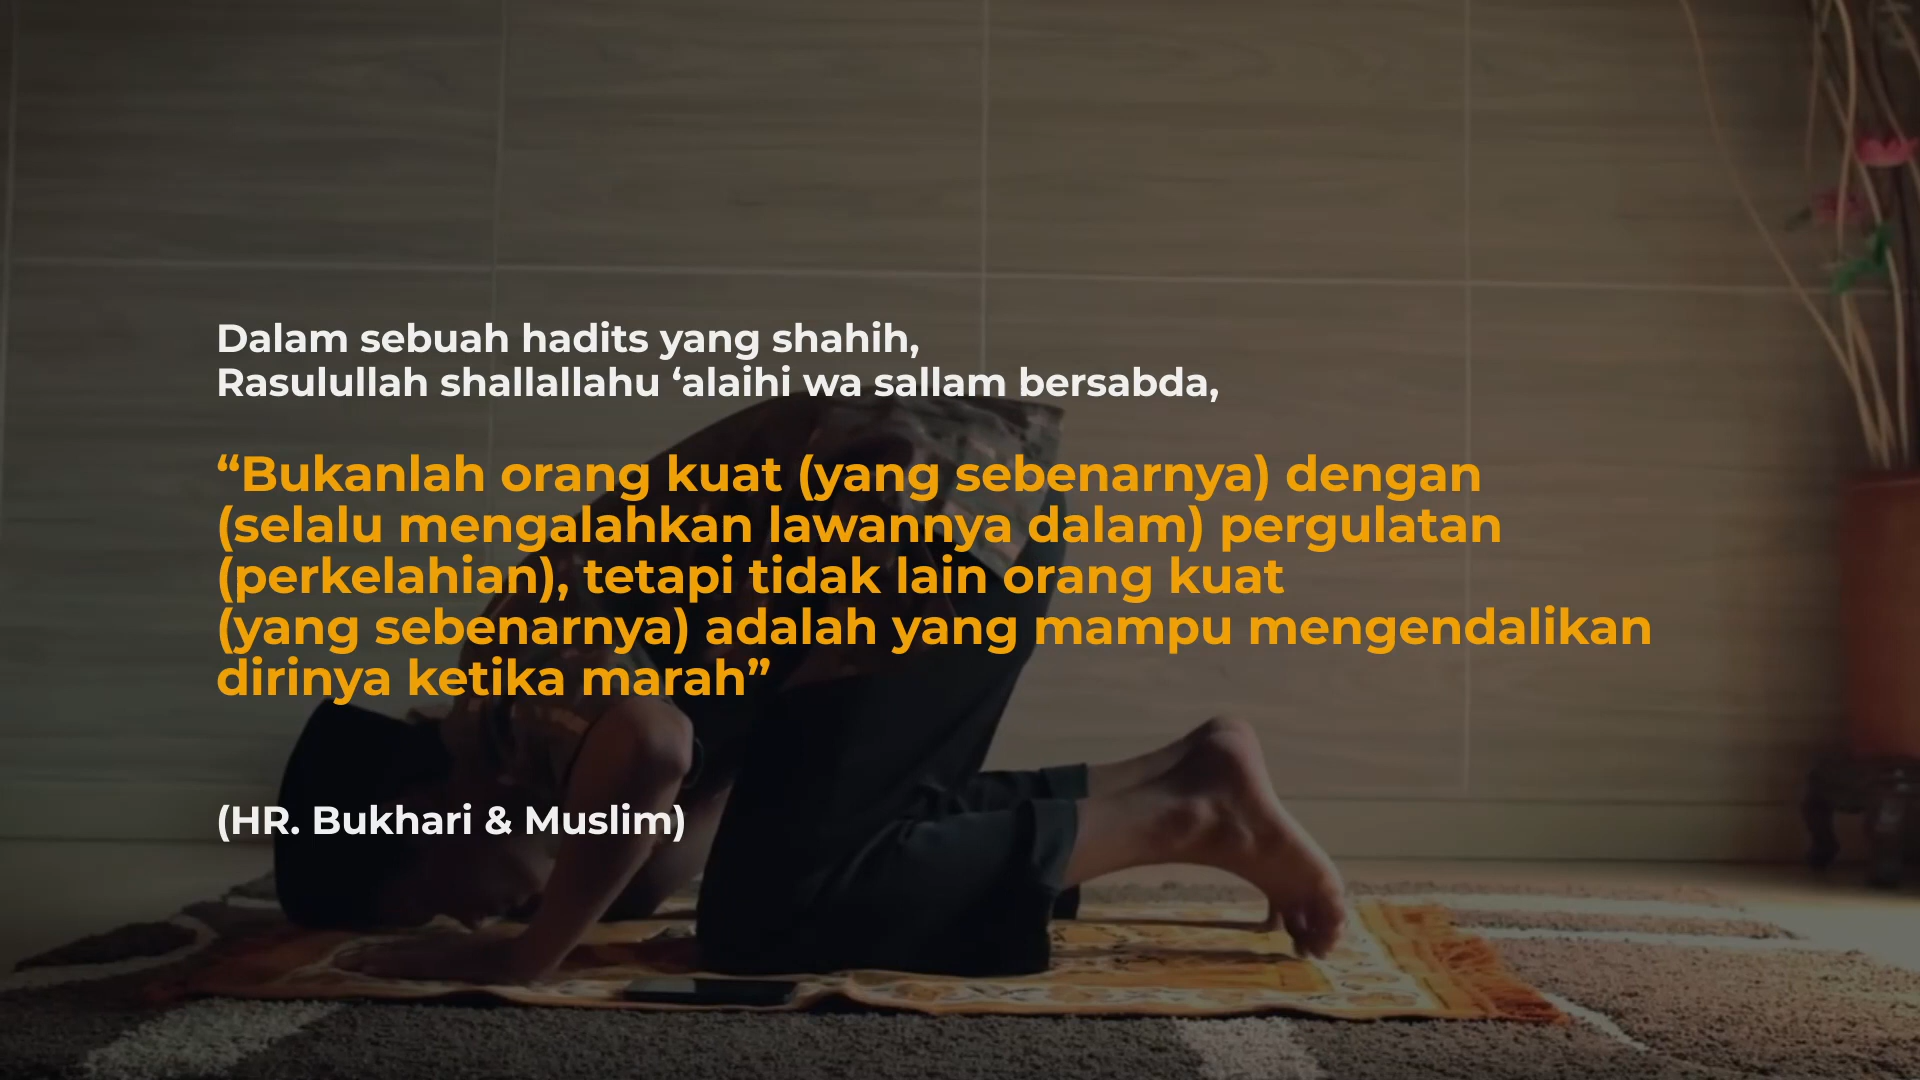 Dalam sebuah hadits yang shahih,
Rasulullah shallallahu ‘alaihi wa sallam bersabda,
“Bukanlah orang kuat (yang sebenarnya) dengan
(selalu mengalahkan lawannya dalam) pergulatan
(perkelahian), tetapi tidak lain orang kuat
(yang sebenarnya) adalah yang mampu mengendalikan
dirinya ketika marah”
(HR. Bukhari & Muslim)